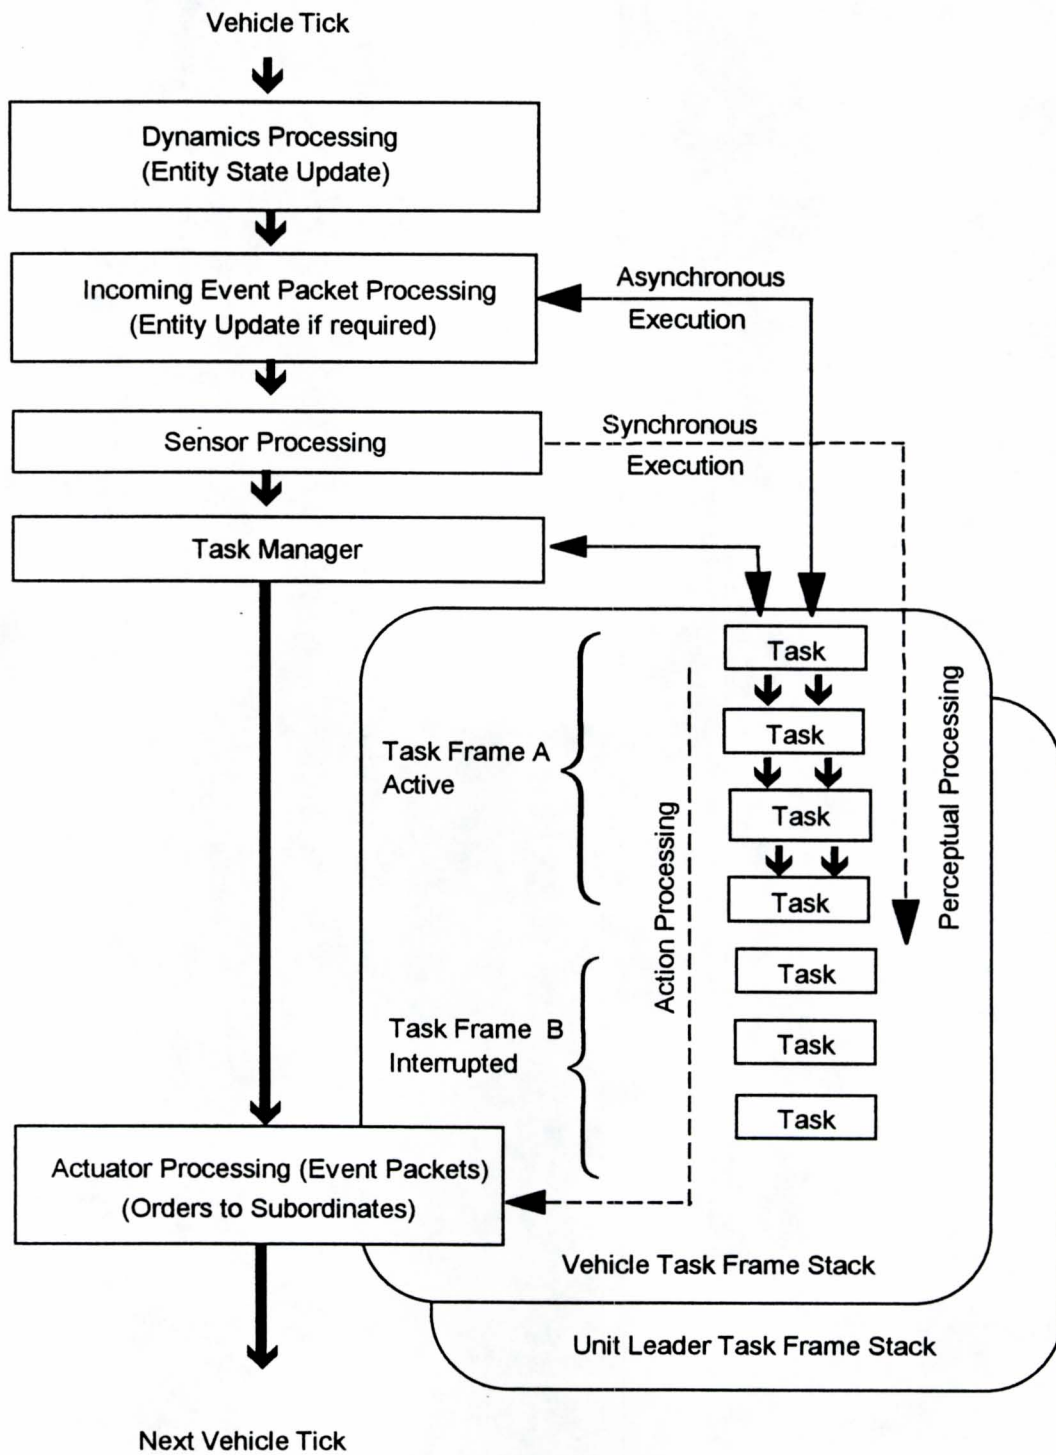 Vehicle Tick
Dynamics Processing
(Entity State Update)
Incoming Event Packet Processing
(Entity Update if required)
Asynchronous
Execution
Sensor Processing
Synchronous
Execution
Task Manager
Task
Task
Task
Task
Task Frame A
Active
Action Processing
Perceptual Processing
Task
Task
Task
Task Frame B
Interrupted
Actuator Processing (Event Packets)
(Orders to Subordinates)
Vehicle Task Frame Stack
Unit Leader Task Frame Stack
Next Vehicle Tick